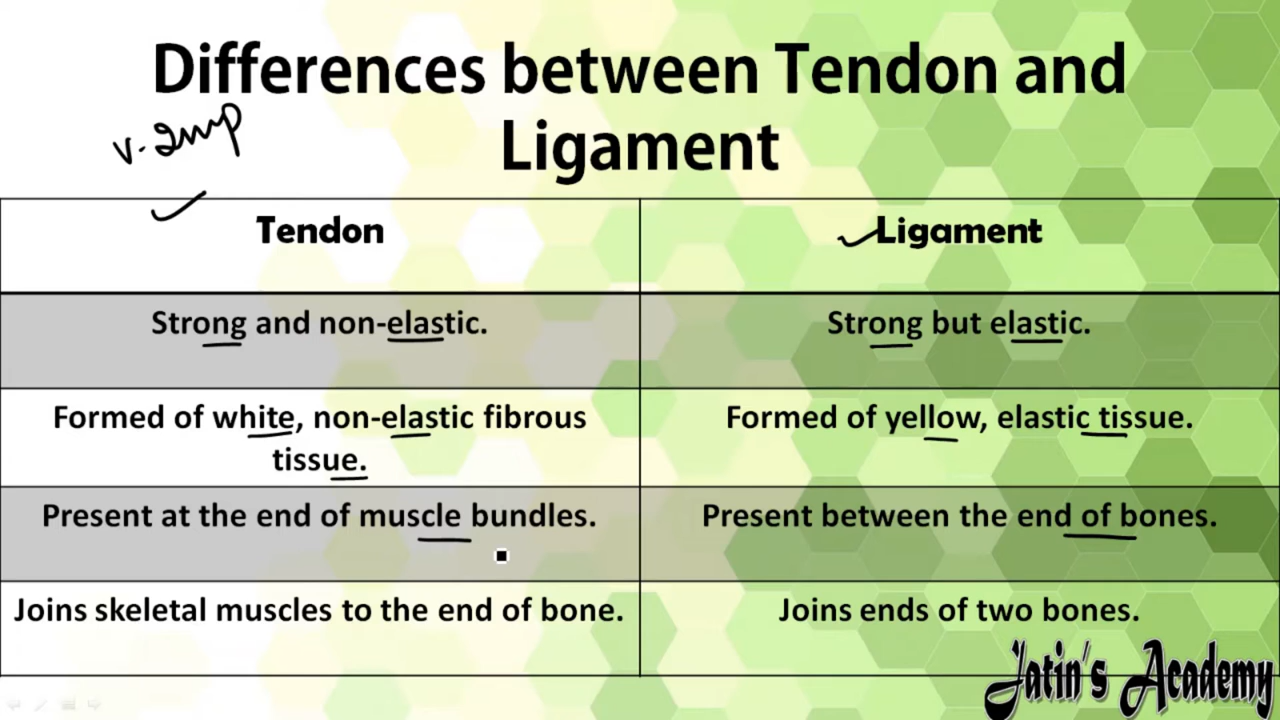 Differences between Tendon and
Ligament
v. Imp
Tendon
Ligament
Strong and non-elastic.
Strong but elastic.
Formed of white, non-elastic fibrous
tissue.
Formed of yellow, elastic tissue.
Present at the end of muscle bundles.
Present between the end of bones.
Joins skeletal muscles to the end of bone.
Joins ends of two bones.
Jatin's Academy